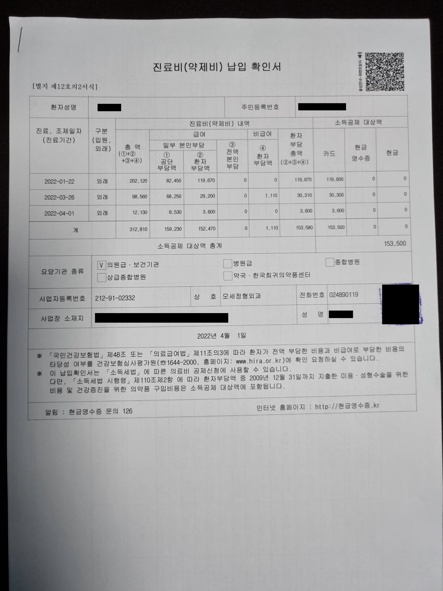 진료비(약제비) 납입 확인서
[별지 제12호의2서식]
환자성명 주민등록번호
진료, 조제일자 (진료기간) 구분 (입원, 외래) 진료비(약제비) 내역 소득공제 대상액
총 액 (①+②+③+④) 급여 비급여 환자 부담 총액 (②+③+④) 카드 현금 영수증 현금
일부 본인부담 ③ 전액 본인 부담 ④ 환자 부담액
① 공단 부담액 ② 환자 부담액
2022-01-22 외래 202,120 82,450 119,670 0 0 119,670 119,600 0 0
2022-03-26 외래 98,560 68,250 29,200 0 1,110 30,310 30,300 0 0
2022-04-01 외래 12,130 8,530 3,600 0 0 3,600 3,600 0 0
계 312,810 159,230 152,470 0 1,110 153,580 153,500 0 0
소득공제 대상액 총계 153,500
요양기관 종류 V 의원급·보건기관 병원급 종합병원
상급종합병원 약국·한국희귀의약품센터
사업자등록번호 212-91-02332 상 호 모세정형외과 전화번호 024890119
사업장 소재지 성 명
2022년 4월 1일
※ 「국민건강보험법」제48조 또는 「의료급여법」제11조의3에 따라 환자가 전액 부담한 비용과 비급여로 부담한 비용의
타당성 여부를 건강보험심사평가원(☎1644-2000, 홈페이지: www.hira.or.kr)에 확인 요청하실 수 있습니다.
※ 이 납입확인서는 「소득세법」에 따른 의료비 공제신청에 사용할 수 있습니다.
다만, 「소득세법 시행령」제110조제2항 에 따라 환자부담액 중 2009년 12월 31일까지 지출한 미용·성형수술을 위한
비용 및 건강증진을 위한 의약품 구입비용은 소득공제 대상액에 포함됩니다.
알림 : 현금영수증 문의 126 인터넷 홈페이지 : http://현금영수증.kr